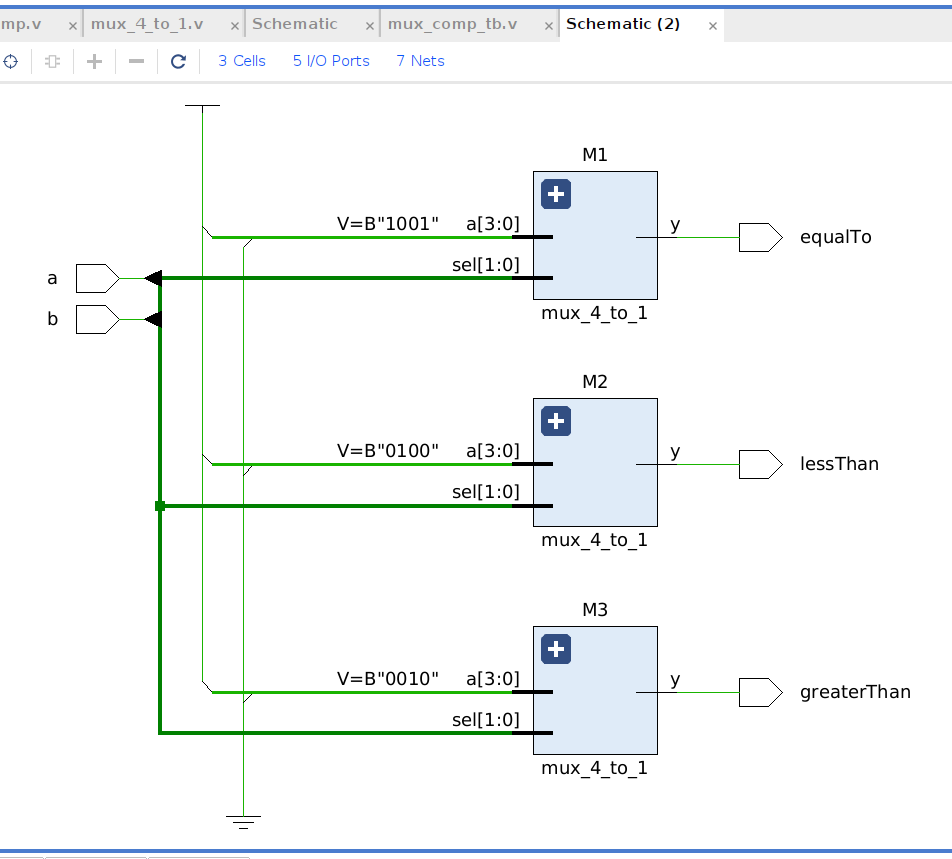 mp.v × mux_4_to_1.v × Schematic × mux_comp_tb.v × Schematic (2) ×
3 Cells 5 I/O Ports 7 Nets
M1
V=B"1001" a[3:0] y equalTo
sel[1:0]
a
mux_4_to_1
b
M2
V=B"0100" a[3:0] y lessThan
sel[1:0]
mux_4_to_1
M3
V=B"0010" a[3:0] y greaterThan
sel[1:0]
mux_4_to_1